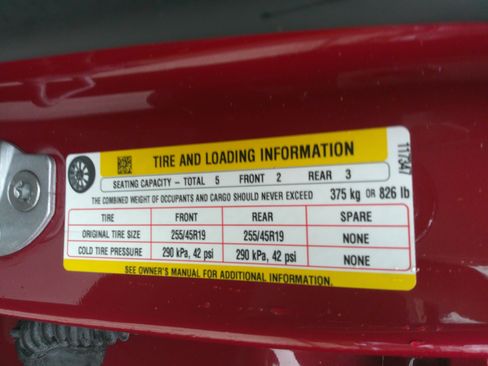 TIRE AND LOADING INFORMATION
SEATING CAPACITY – TOTAL 5 FRONT 2 REAR 3
THE COMBINED WEIGHT OF OCCUPANTS AND CARGO SHOULD NEVER EXCEED 375 kg OR 826 lb
TIRE FRONT REAR SPARE
ORIGINAL TIRE SIZE 255/45R19 255/45R19 NONE
COLD TIRE PRESSURE 290 kPa, 42 psi 290 kPa, 42 psi NONE
SEE OWNER'S MANUAL FOR ADDITIONAL INFORMATION.